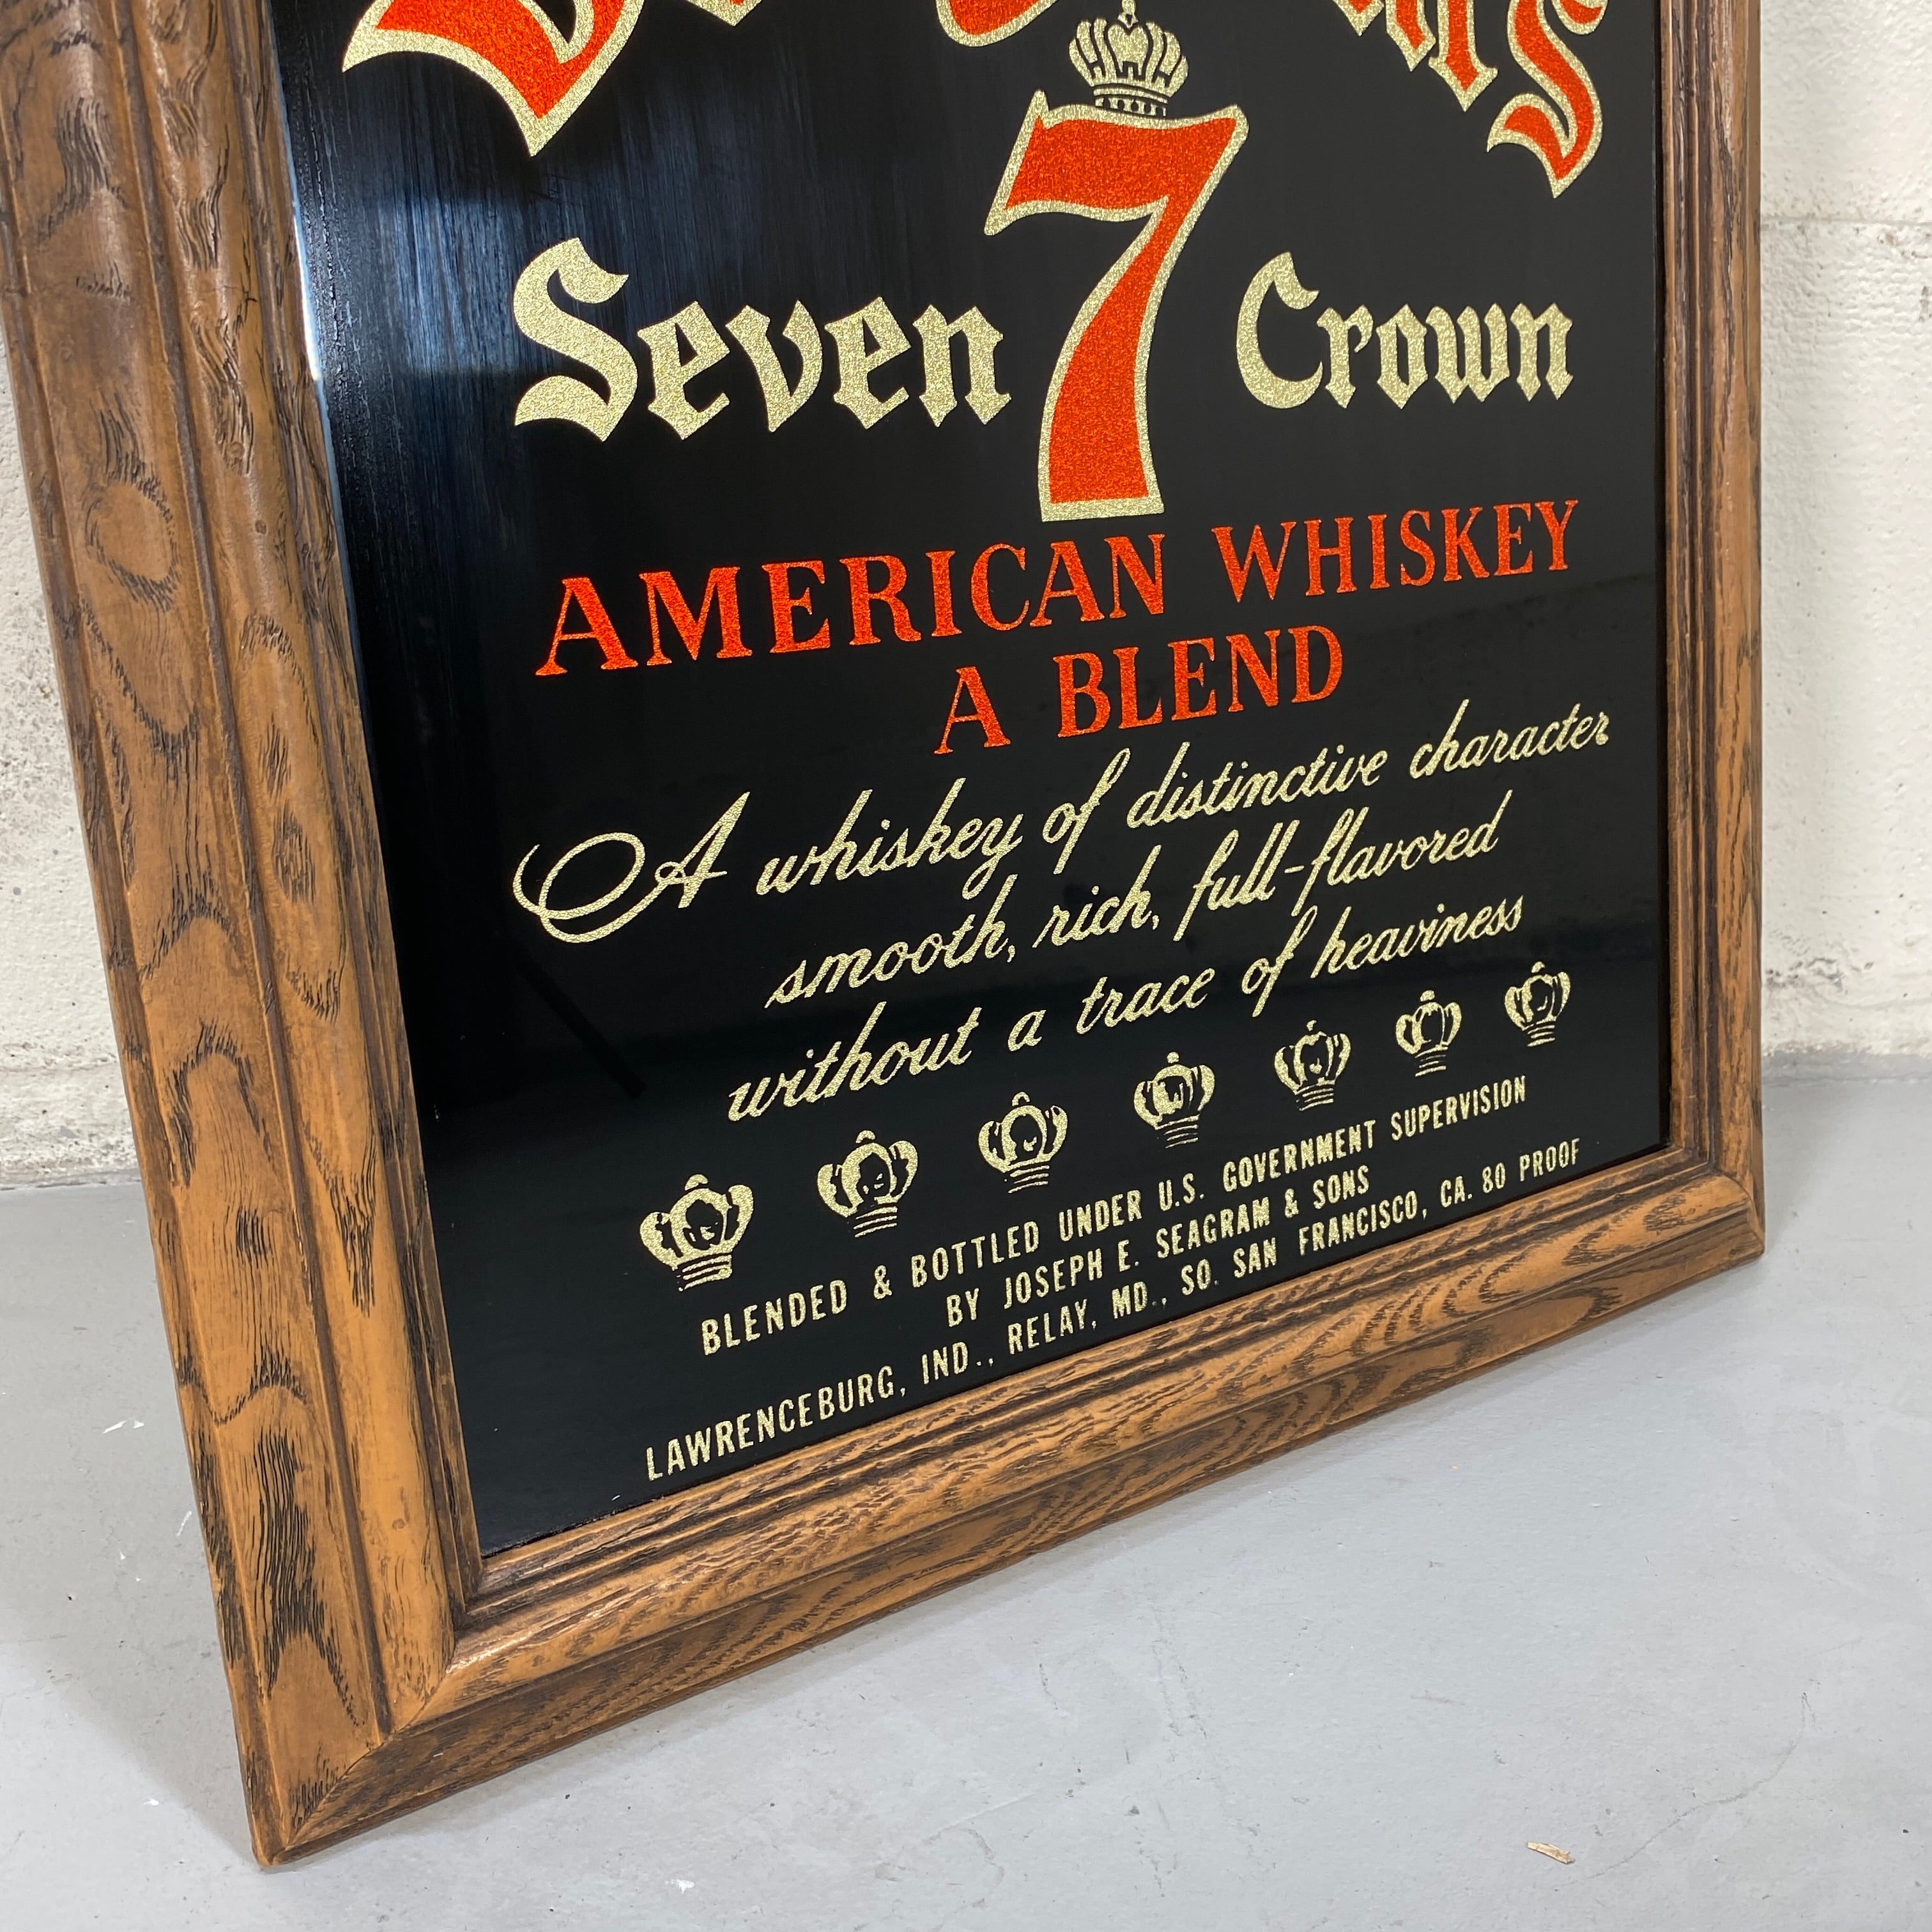 Seven 7 Crown
AMERICAN WHISKEY
A BLEND
A whiskey of distinctive character
smooth, rich, full-flavored
without a trace of heaviness
BLENDED & BOTTLED UNDER U.S. GOVERNMENT SUPERVISION
BY JOSEPH E. SEAGRAM & SONS
LAWRENCEBURG, IND., RELAY, MD., SO. SAN FRANCISCO, CA. 80 PROOF